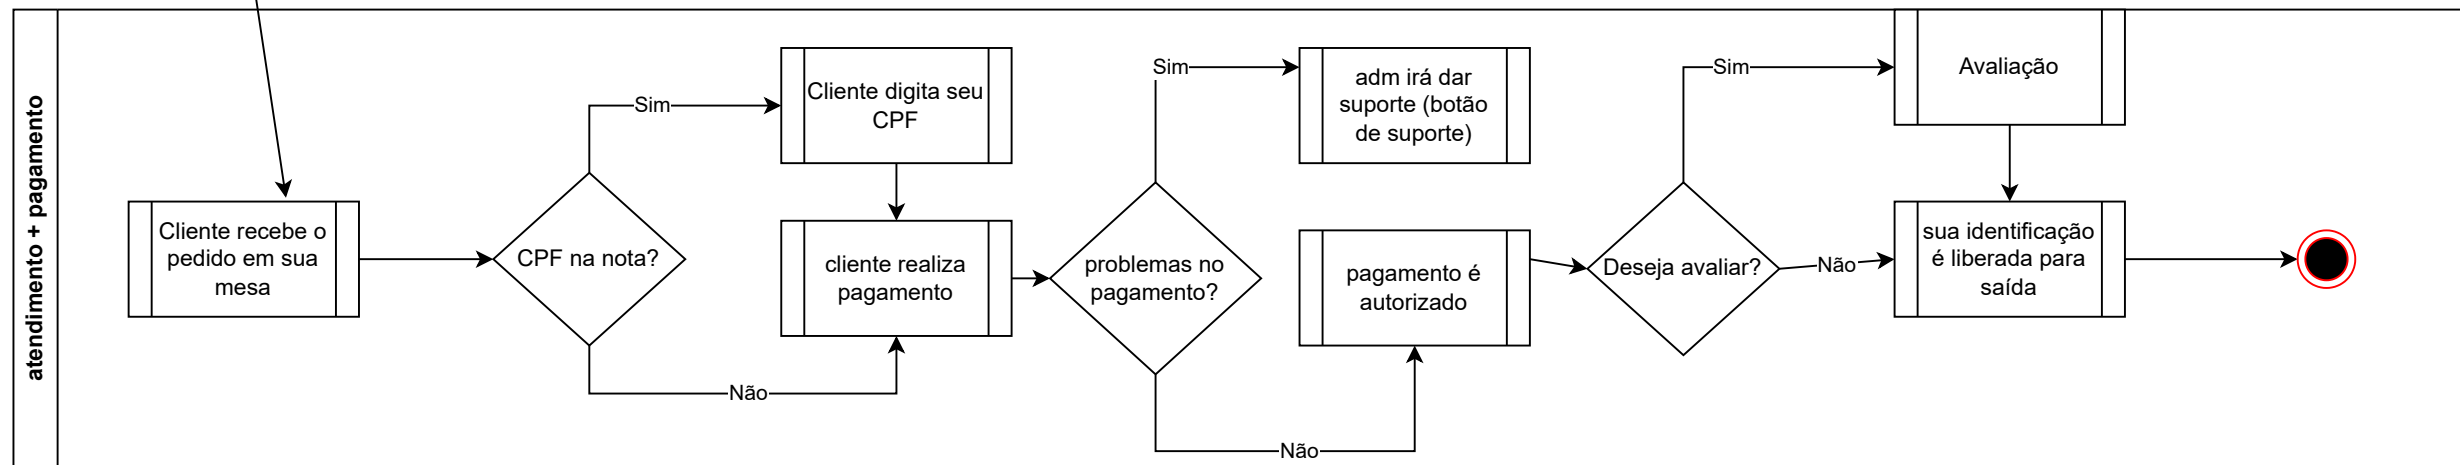 atendimento + pagamento
Cliente recebe o
pedido em sua
mesa
CPF na nota?
Sim
Não
Cliente digita seu
CPF
cliente realiza
pagamento
problemas no
pagamento?
Sim
Não
adm irá dar
suporte (botão
de suporte)
pagamento é
autorizado
Deseja avaliar?
Sim
Não
Avaliação
sua identificação
é liberada para
saída